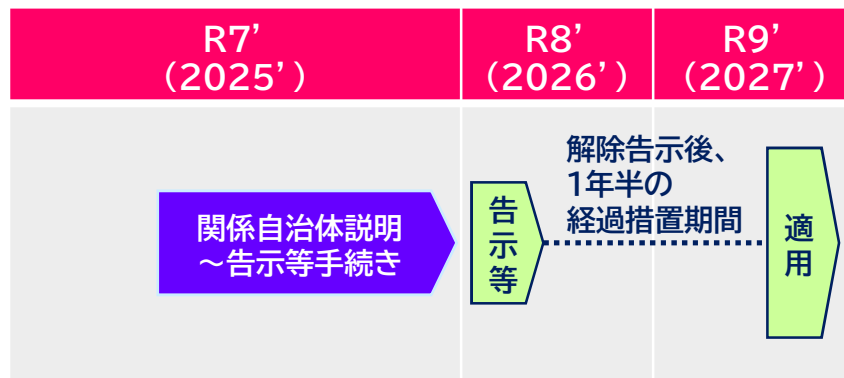 R7’
（2025’）
R8’
（2026’）
R9’
（2027’）
関係自治体説明
～告示等手続き
告示等
解除告示後、
1年半の
経過措置期間
適用